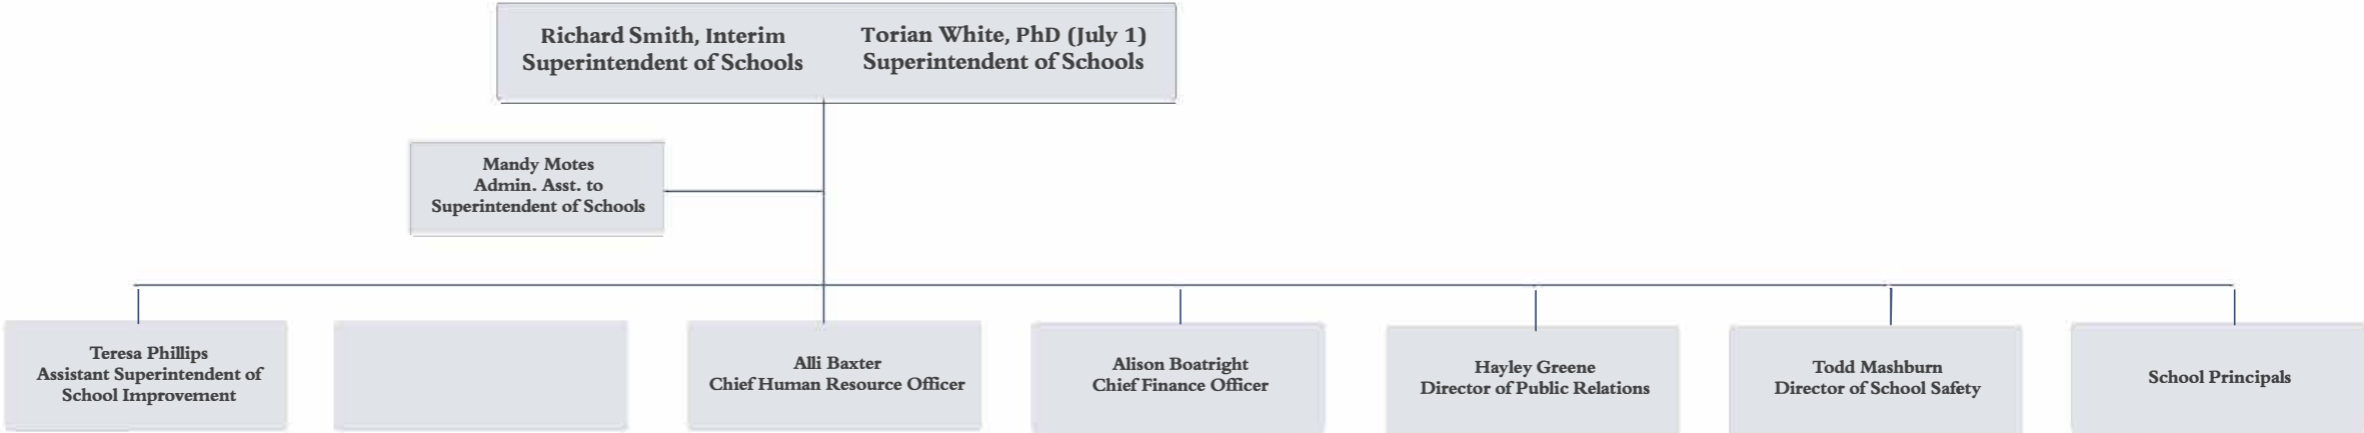 Richard Smith, Interim
Superintendent of Schools
Torian White, PhD (July 1)
Superintendent of Schools
Mandy Motes
Admin. Asst. to
Superintendent of Schools
Teresa Phillips
Assistant Superintendent of
School Improvement
Alli Baxter
Chief Human Resource Officer
Alison Boatright
Chief Finance Officer
Hayley Greene
Director of Public Relations
Todd Mashburn
Director of School Safety
School Principals